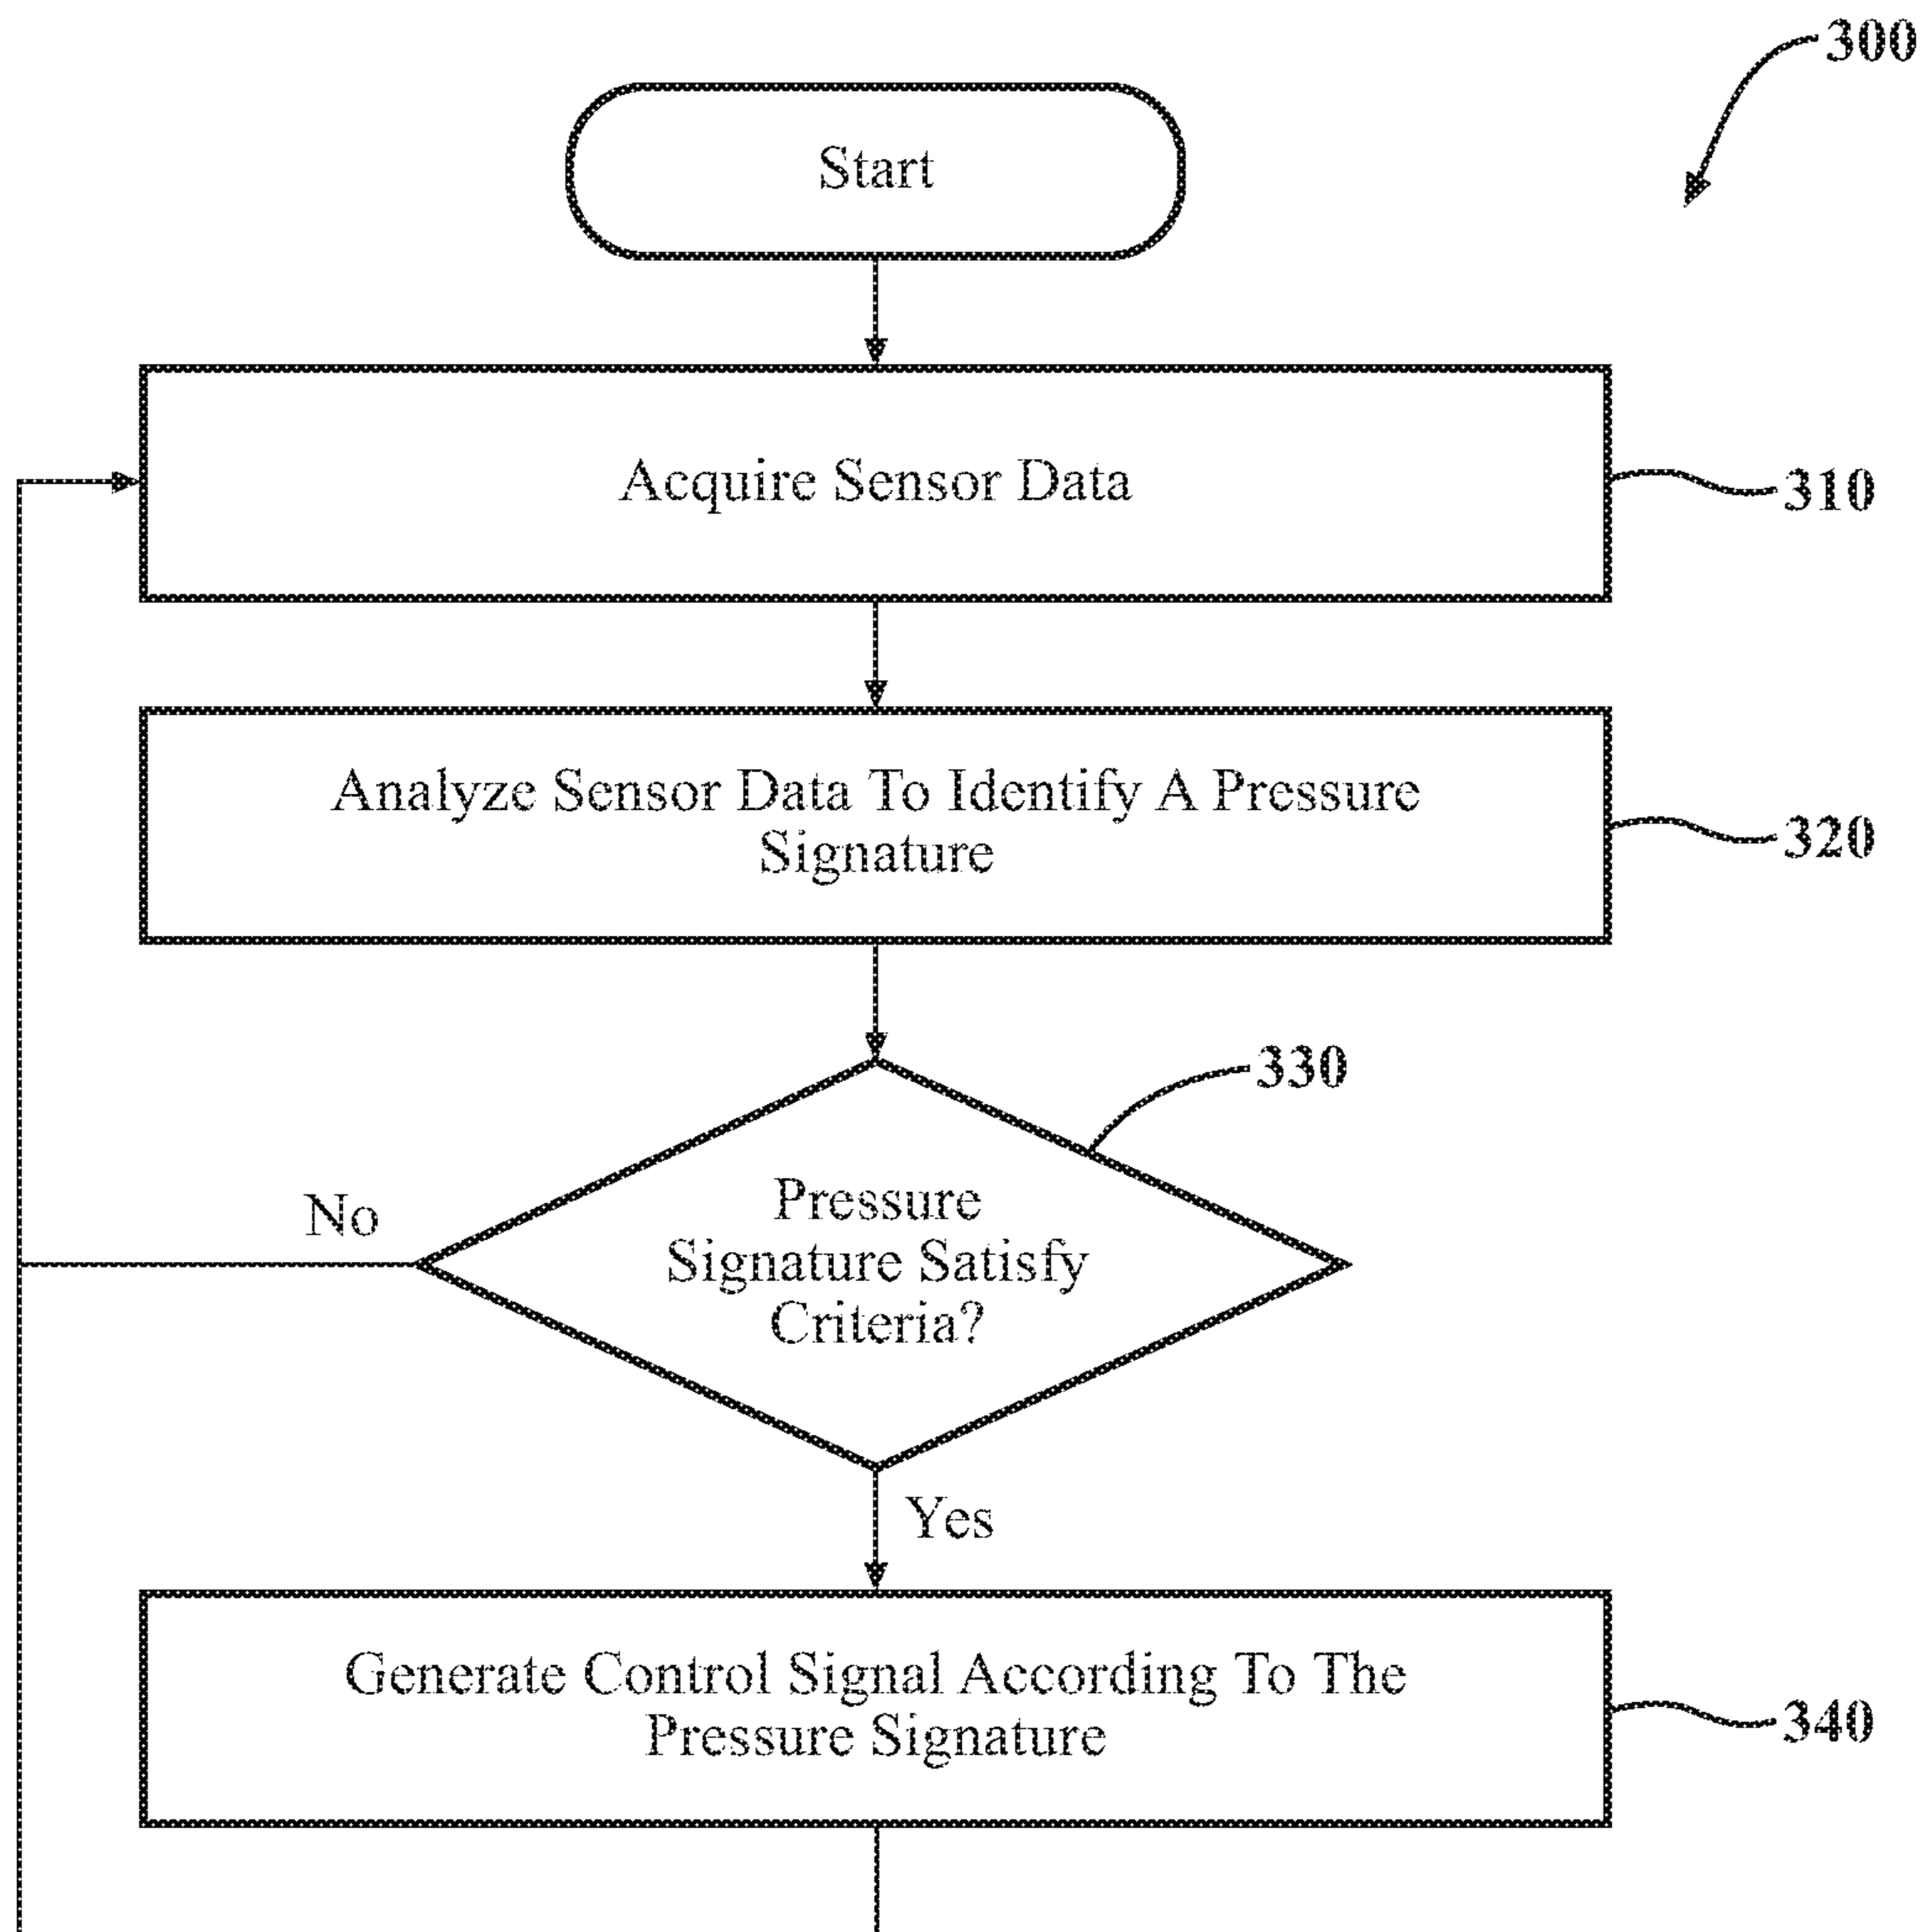 300
Start
Acquire Sensor Data
310
Analyze Sensor Data To Identify A Pressure
Signature
320
330
Pressure
Signature Satisfy
Criteria?
No
Yes
Generate Control Signal According To The
Pressure Signature
340